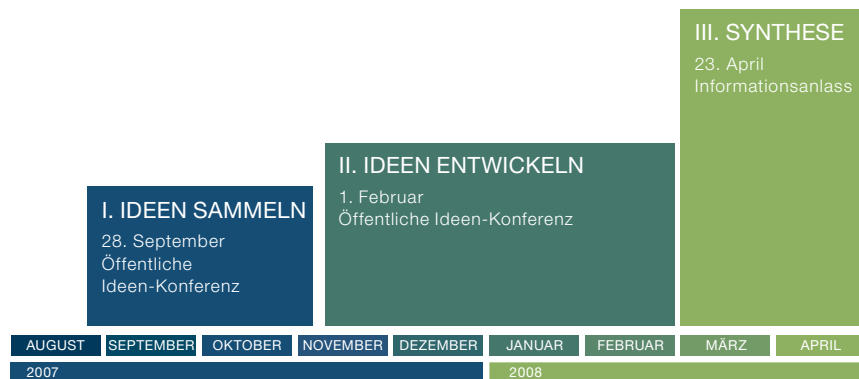 III. SYNTHESE
23. April
Informationsanlass
II. IDEEN ENTWICKELN
1. Februar
Öffentliche Ideen-Konferenz
I. IDEEN SAMMELN
28. September
Öffentliche
Ideen-Konferenz
AUGUST SEPTEMBER OKTOBER NOVEMBER DEZEMBER JANUAR FEBRUAR MÄRZ APRIL
2007 2008